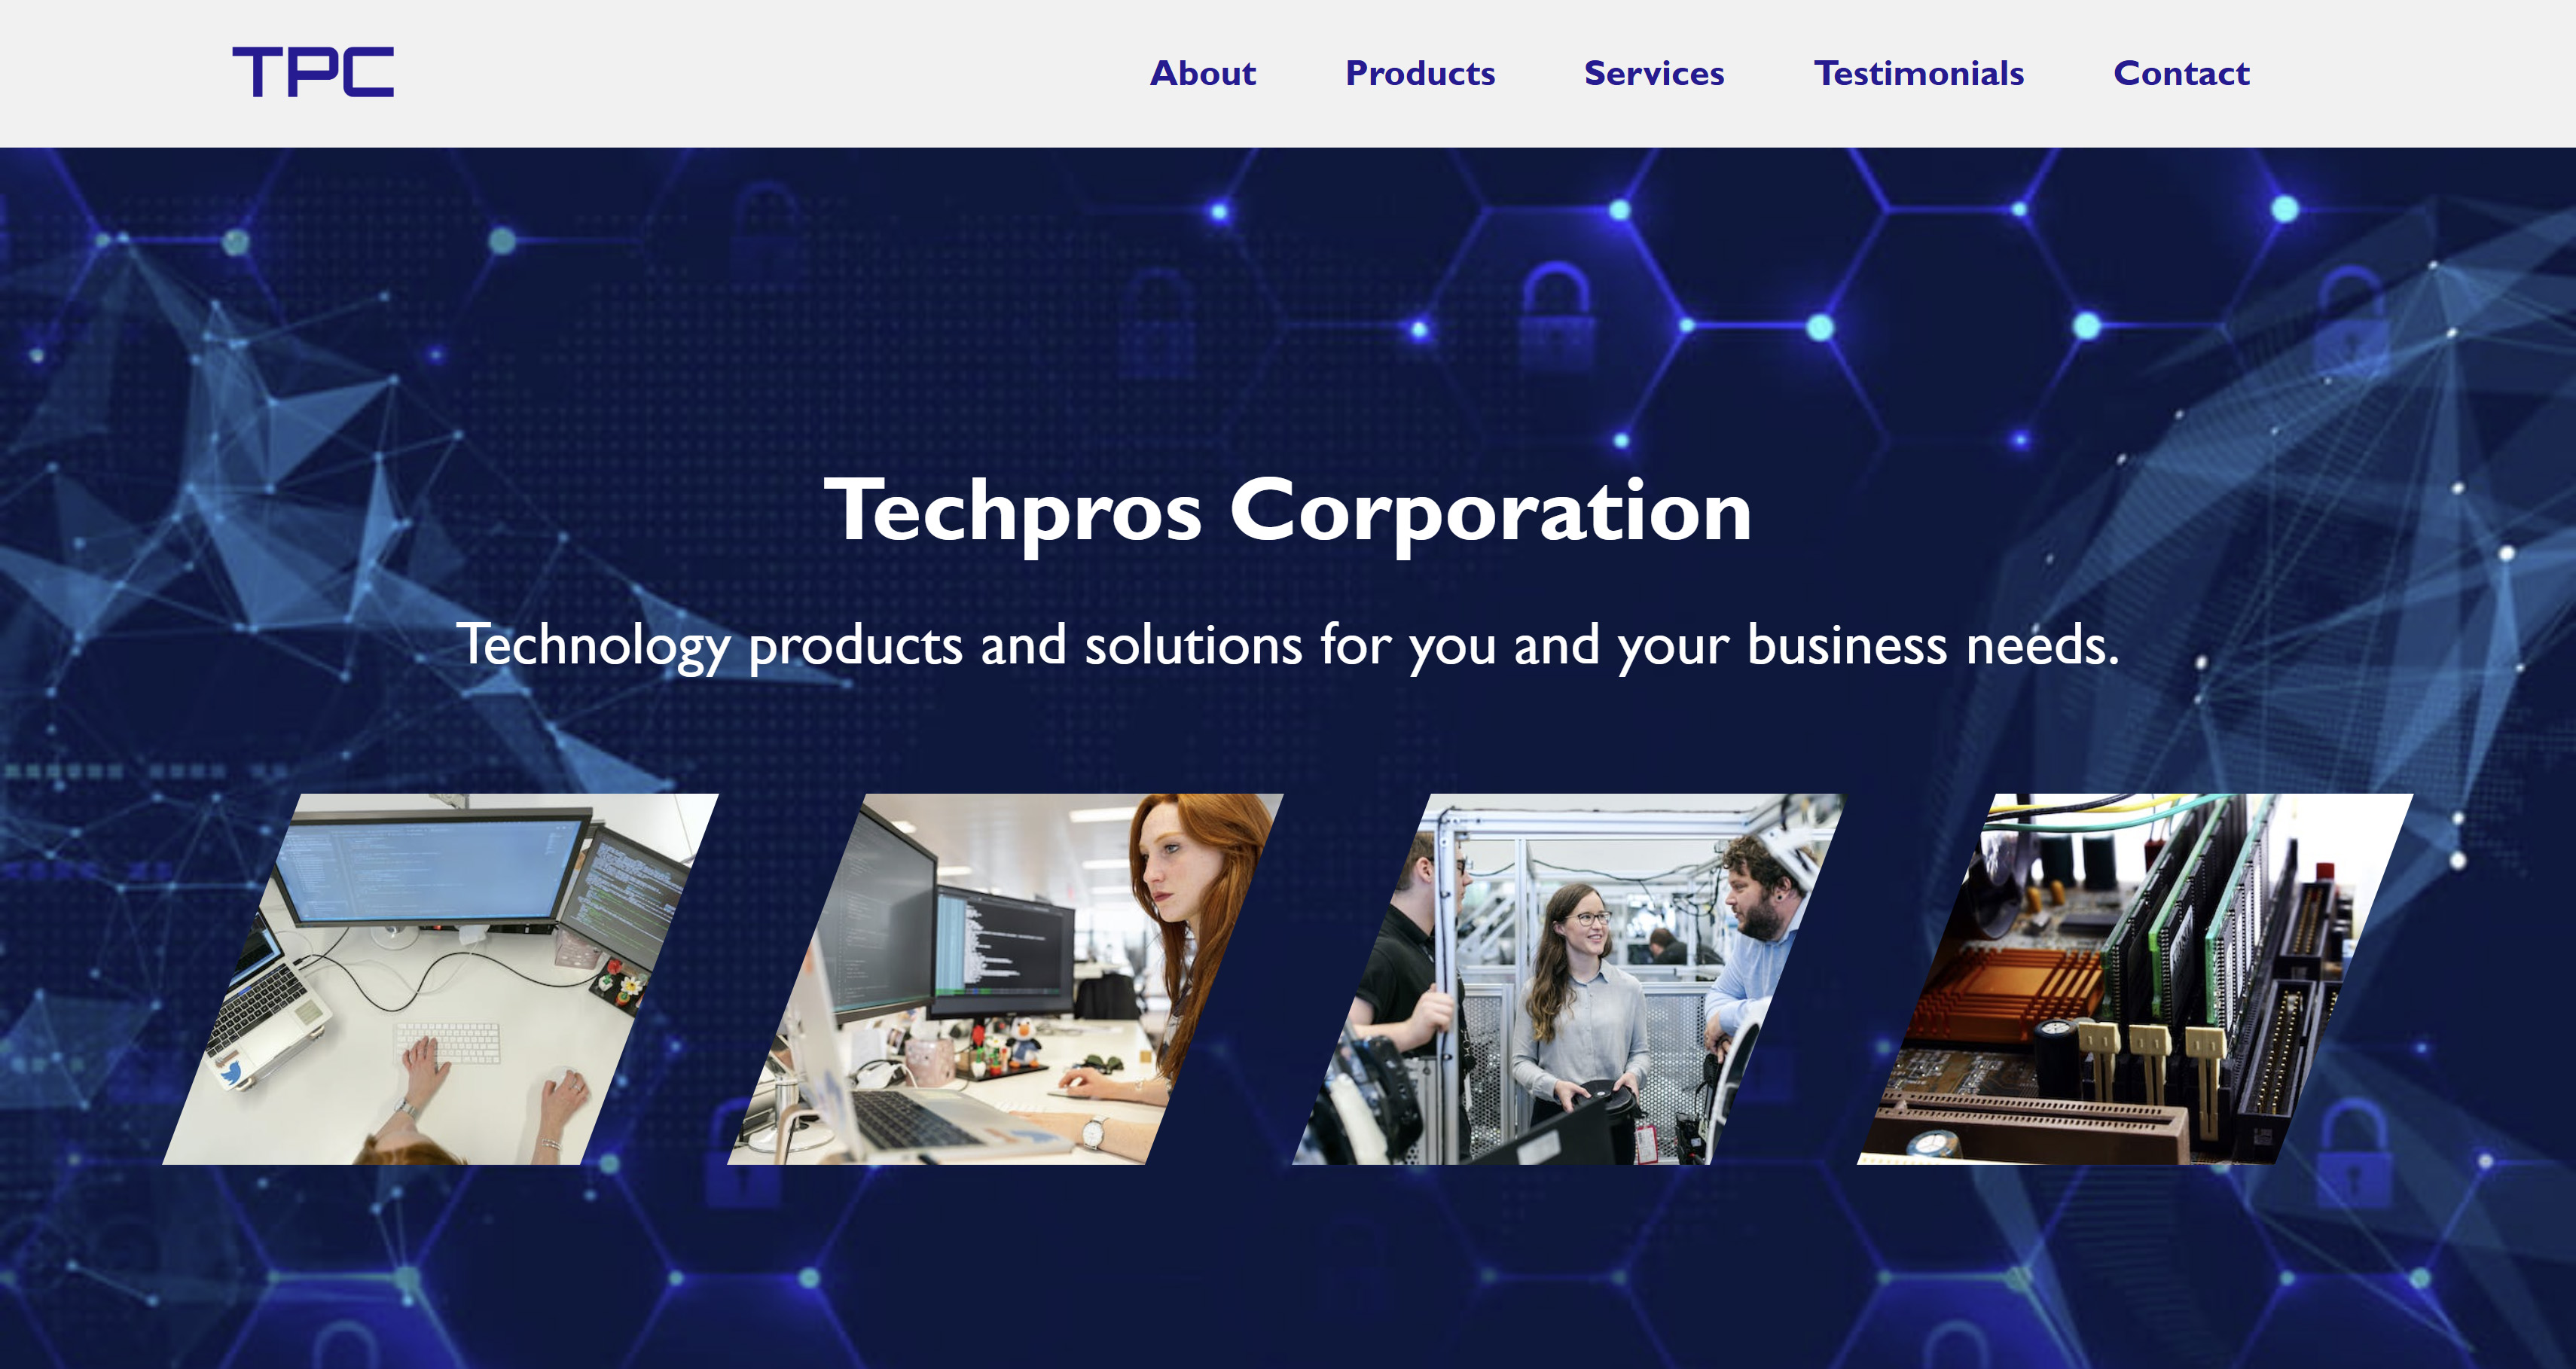 TPC
About Products Services Testimonials Contact
Techpros Corporation
Technology products and solutions for you and your business needs.